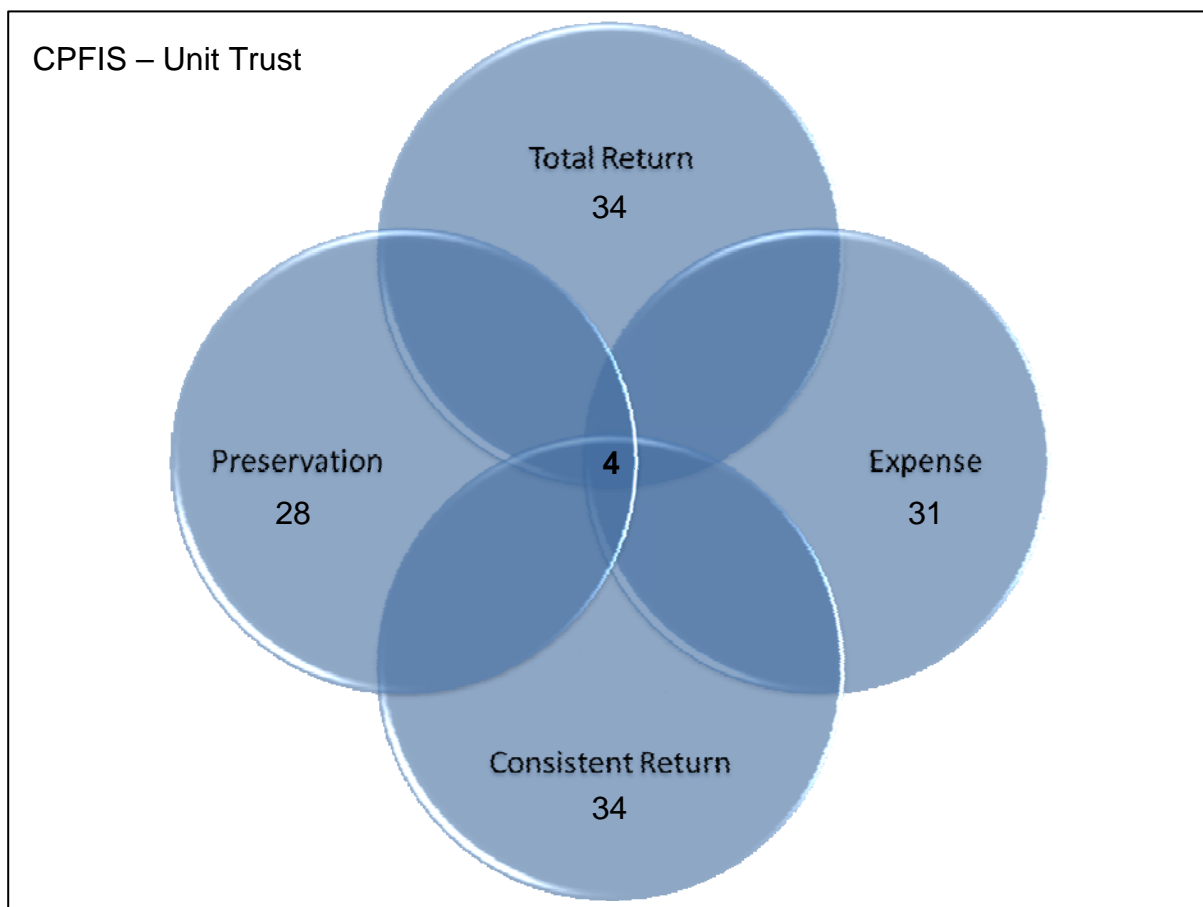 CPFIS – Unit Trust
Total Return
34
Preservation
28
4
Expense
31
Consistent Return
34